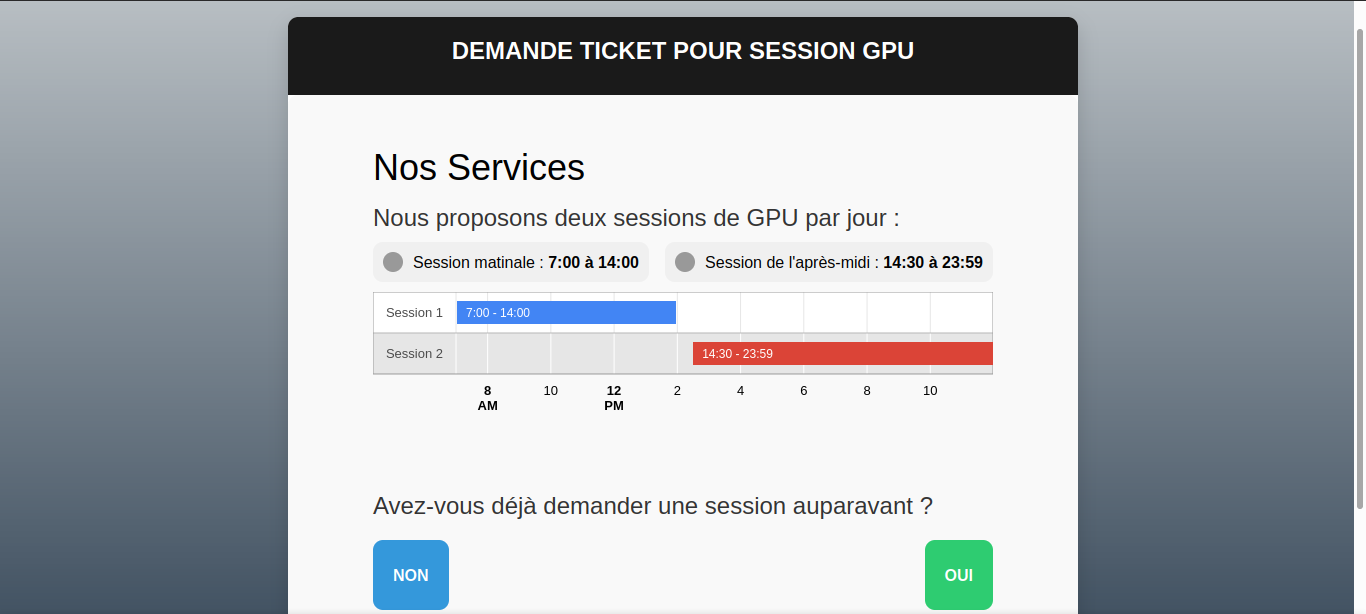 DEMANDE TICKET POUR SESSION GPU
Nos Services
Nous proposons deux sessions de GPU par jour :
Session matinale : 7:00 à 14:00
Session de l'après-midi : 14:30 à 23:59
Session 1
7:00 - 14:00
Session 2
14:30 - 23:59
8 10 12 2 4 6 8 10
AM PM
Avez-vous déjà demander une session auparavant ?
NON
OUI